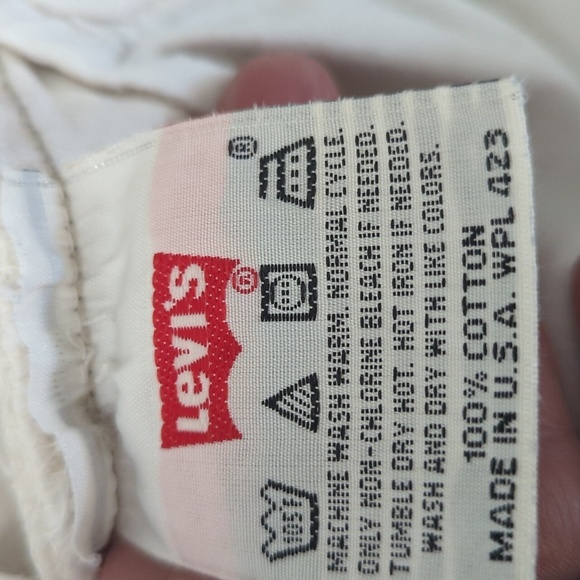 LEVI'S®
®
MACHINE WASH WARM. NORMAL CYCLE.
ONLY NON-CHLORINE BLEACH IF NEEDED.
TUMBLE DRY HOT. HOT IRON IF NEEDED.
WASH AND DRY WITH LIKE COLORS.
100% COTTON
MADE IN U.S.A. WPL 423